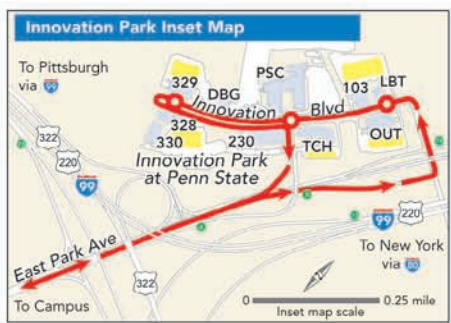 Innovation Park Inset Map
To Pittsburgh
via 99
329
DBG
PSC
103
LBT
Innovation
Blvd
328
330
230
TCH
OUT
Innovation Park
at Penn State
322
220
99
East Park Ave
To Campus
322
99
220
To New York
via 80
0
0.25 mile
Inset map scale